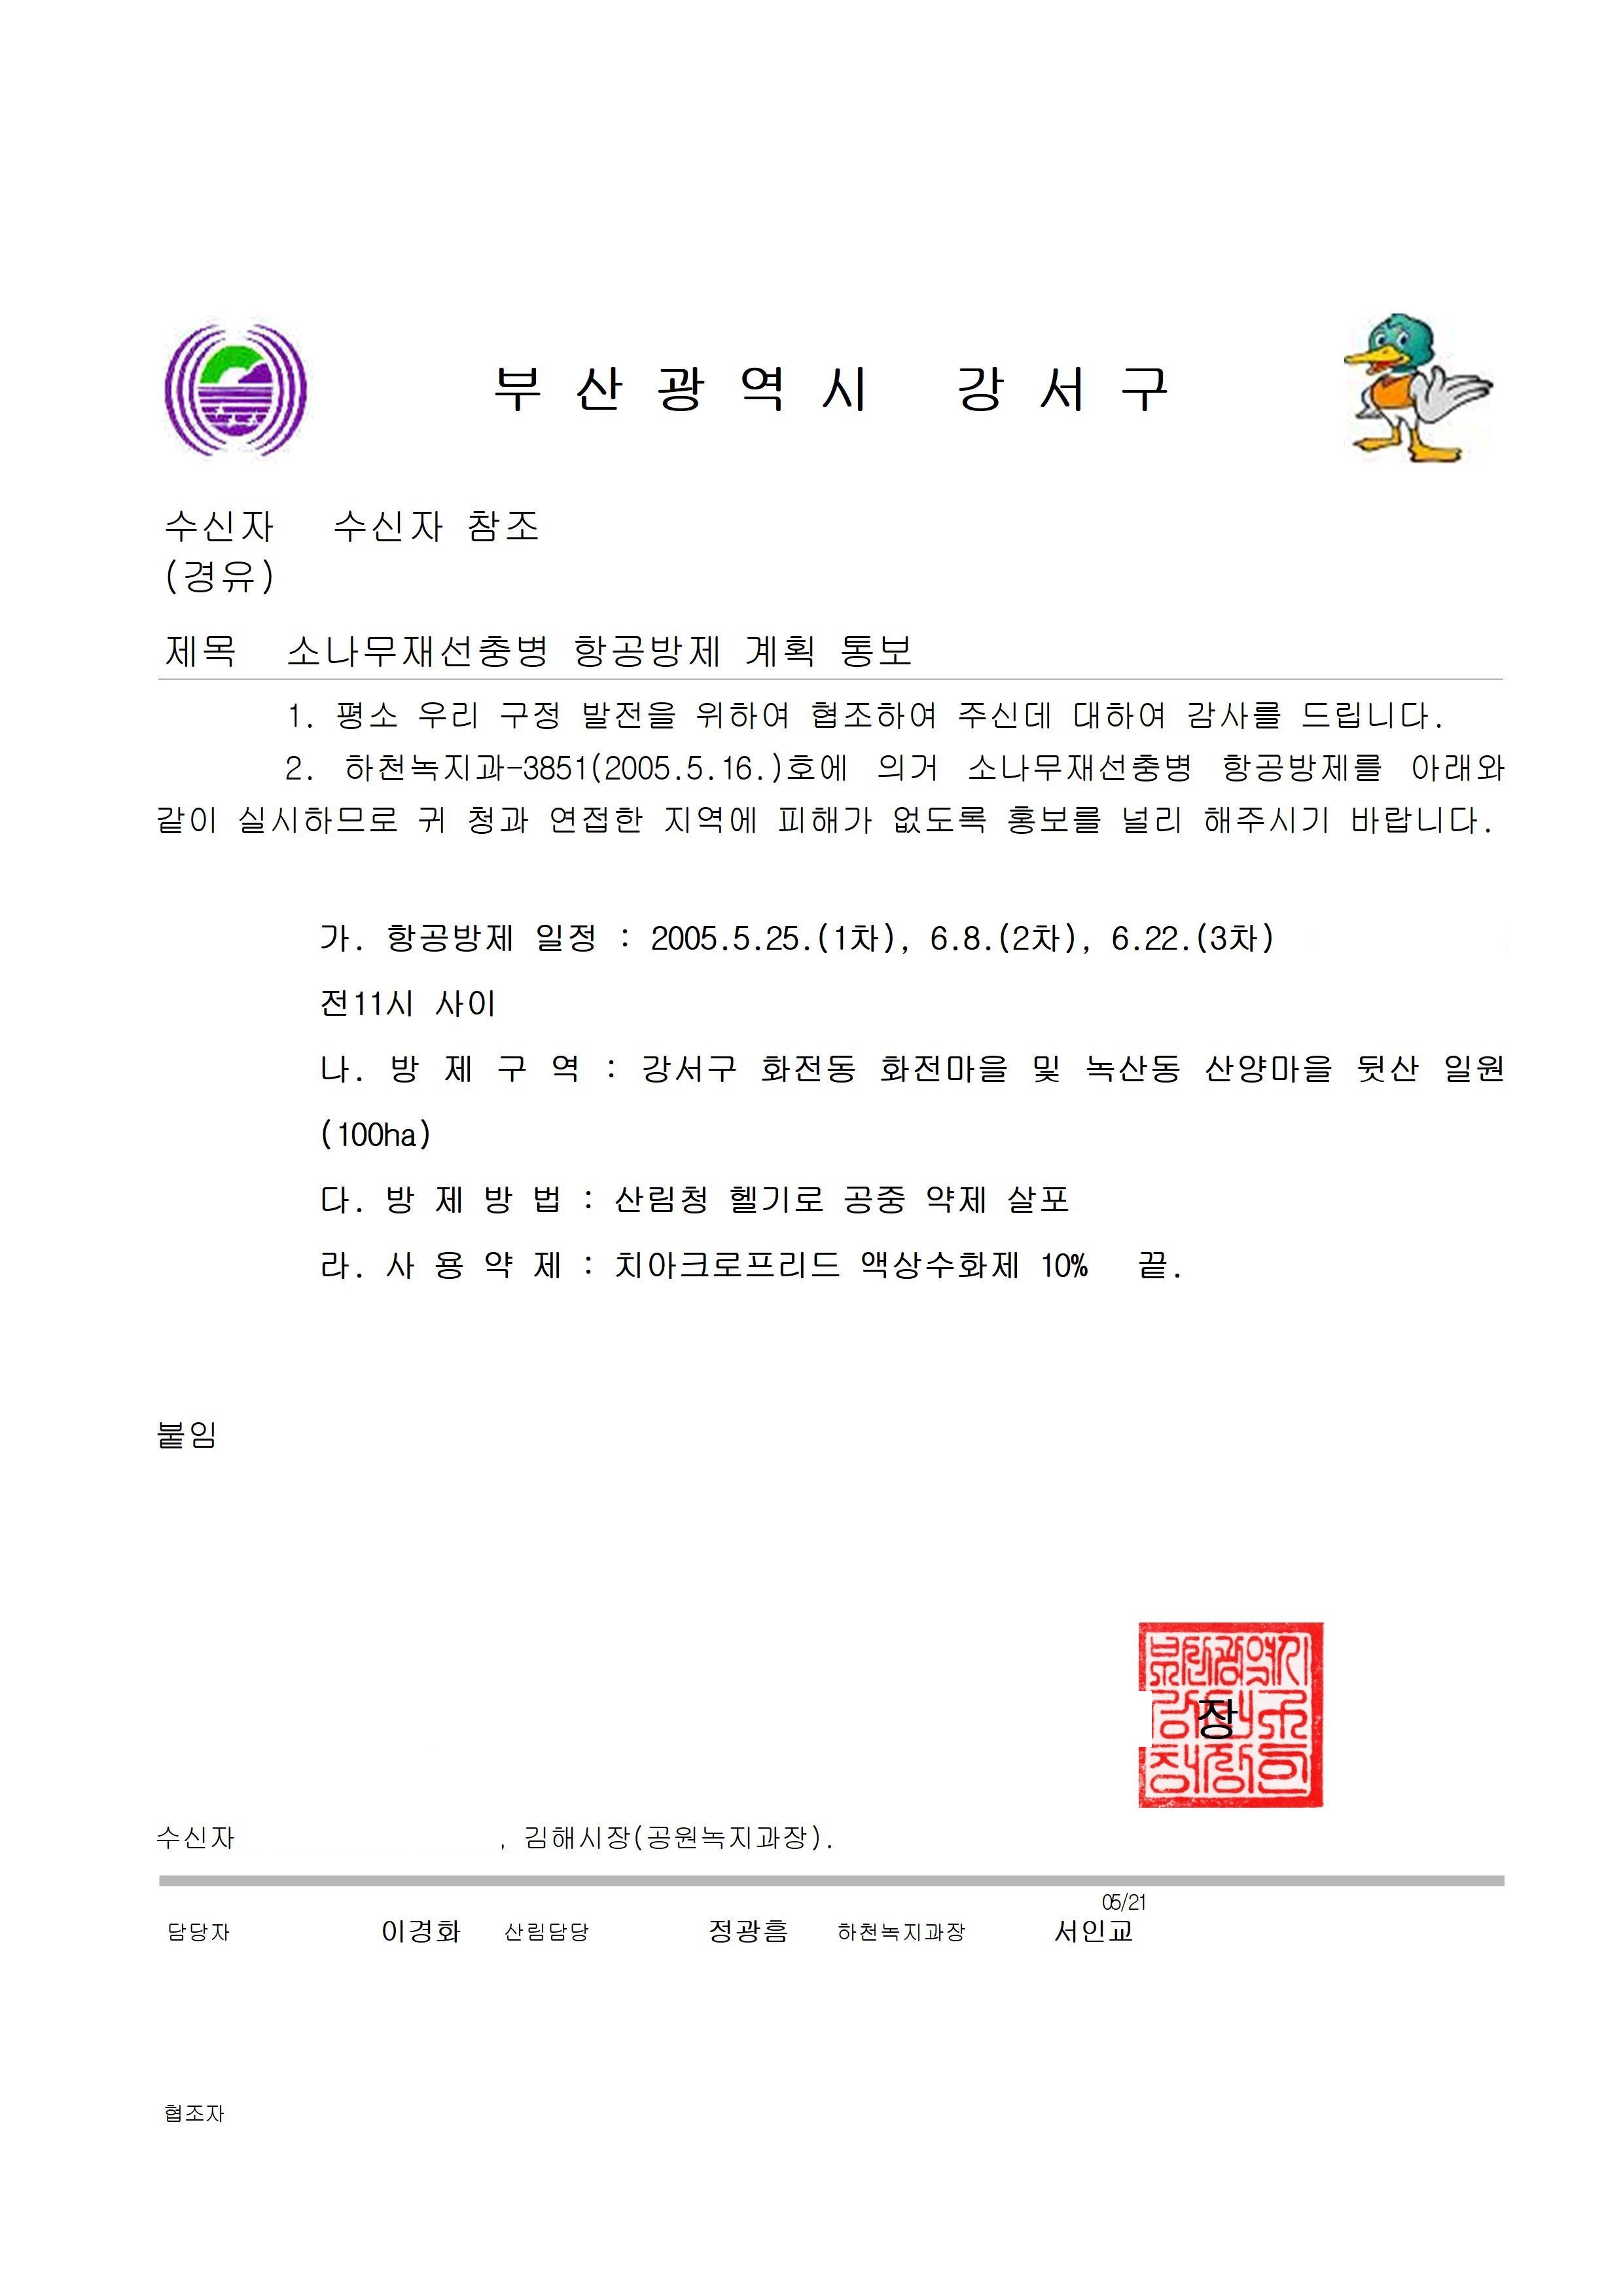 부 산 광 역 시 강 서 구
수신자 수신자 참조
(경유)
제목 소나무재선충병 항공방제 계획 통보
1. 평소 우리 구정 발전을 위하여 협조하여 주신데 대하여 감사를 드립니다.
2. 하천녹지과-3851(2005.5.16.)호에 의거 소나무재선충병 항공방제를 아래와
같이 실시하므로 귀 청과 연접한 지역에 피해가 없도록 홍보를 널리 해주시기 바랍니다.
가. 항공방제 일정 : 2005.5.25.(1차), 6.8.(2차), 6.22.(3차)
전11시 사이
나. 방 제 구 역 : 강서구 화전동 화전마을 및 녹산동 산양마을 뒷산 일원
(100ha)
다. 방 제 방 법 : 산림청 헬기로 공중 약제 살포
라. 사 용 약 제 : 치아크로프리드 액상수화제 10% 끝.
붙임
장
수신자 , 김해시장(공원녹지과장).
05/21
담당자 이경화 산림담당 정광흠 하천녹지과장 서인교
협조자